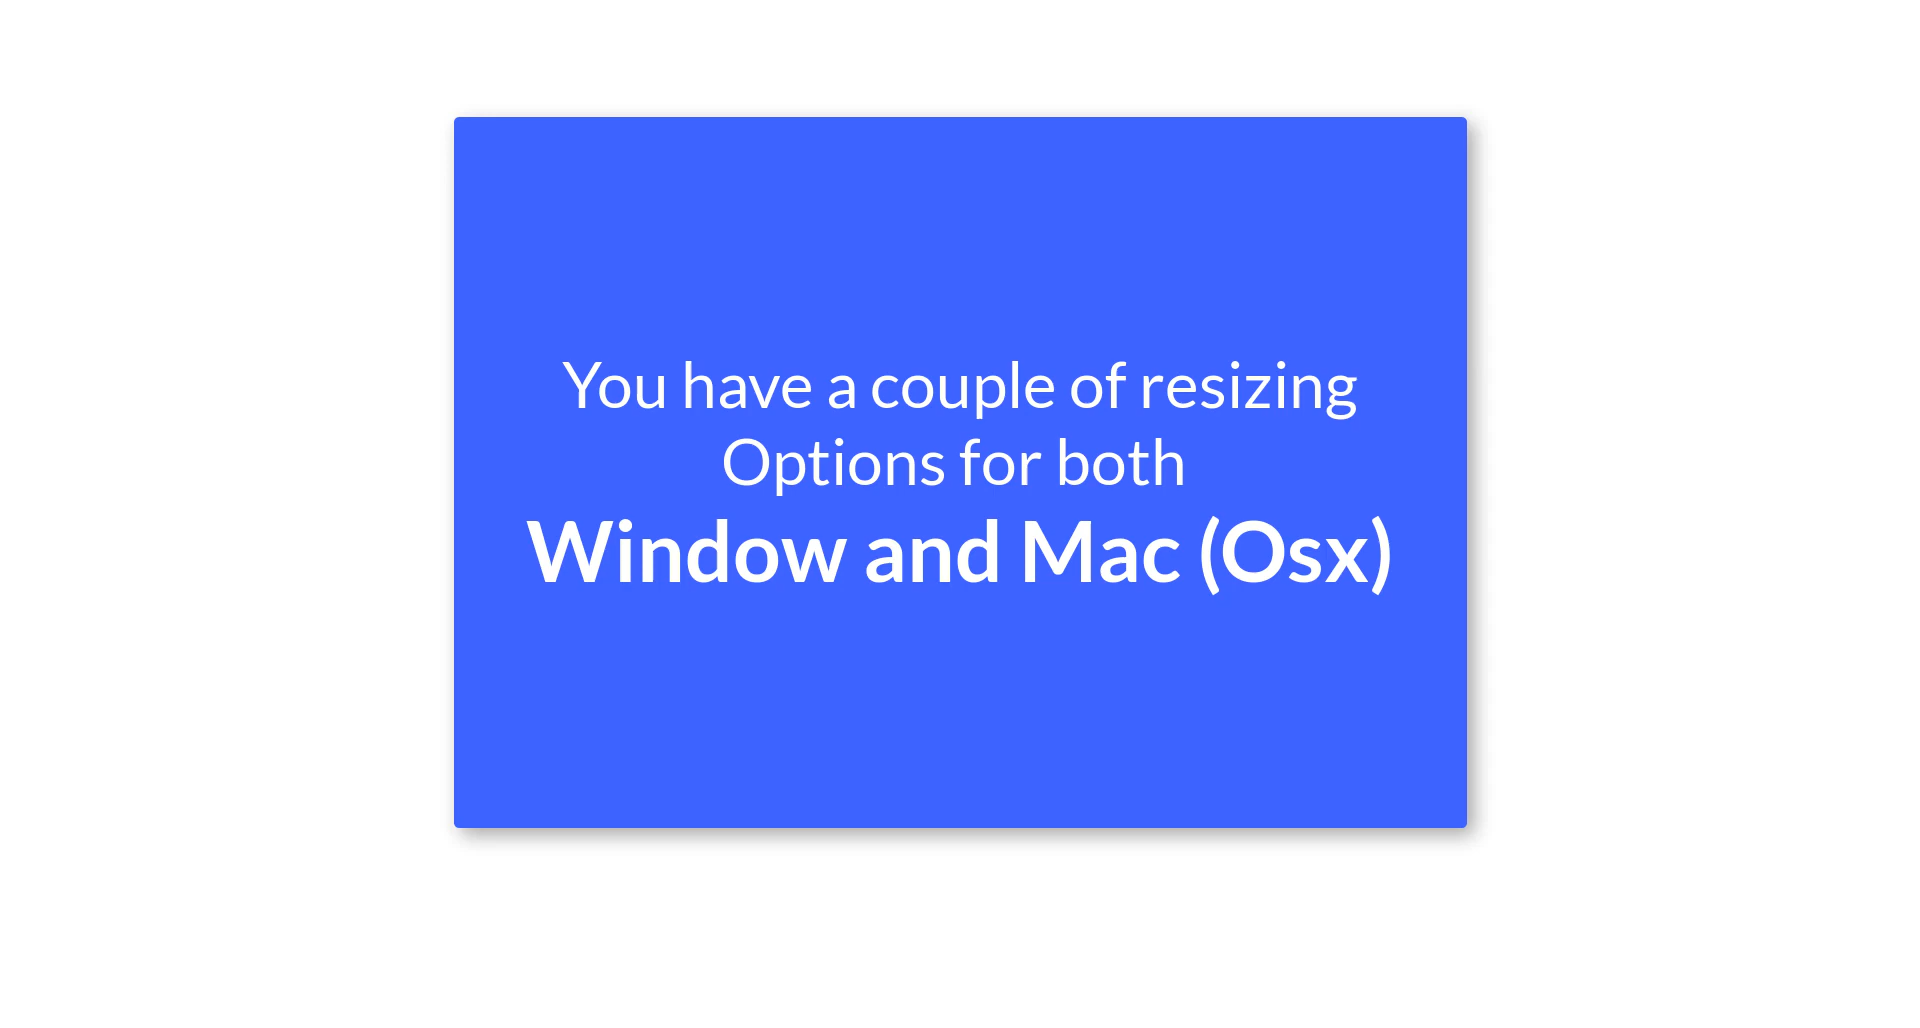 You have a couple of resizing
Options for both
Window and Mac (Osx)